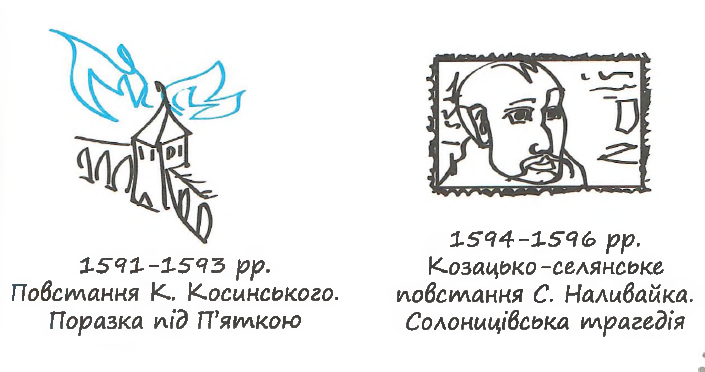 1591-1593 рр.
Повстання К. Косинського.
Поразка під П'яткою
1594-1596 рр.
Козацько-селянське
повстання С. Наливайка.
Солоницівська трагедія